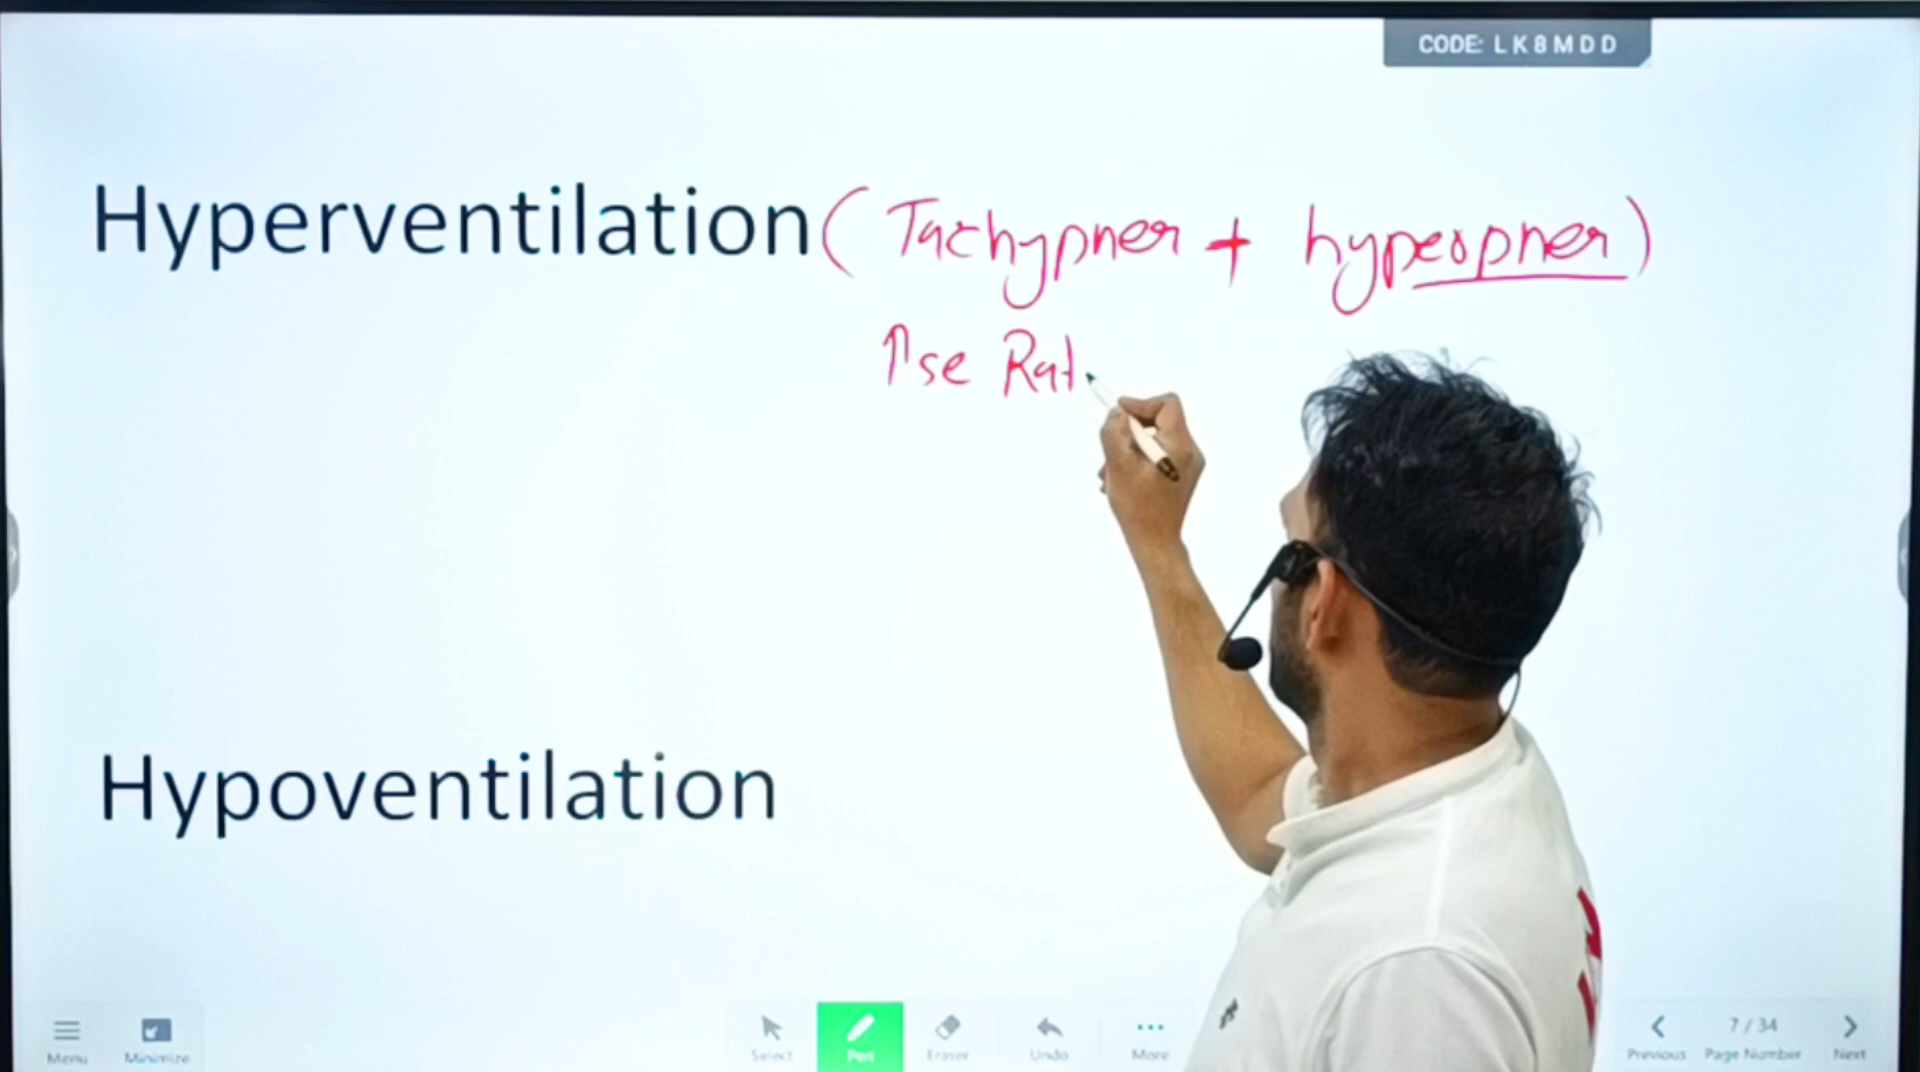 CODE: LK8MDD
Hyperventilation (Tachypnea + hyperpnea)
↑se Rat
Hypoventilation
Menu Minimize Select Pen Eraser Undo More Previous 7 / 34 Page Number Next